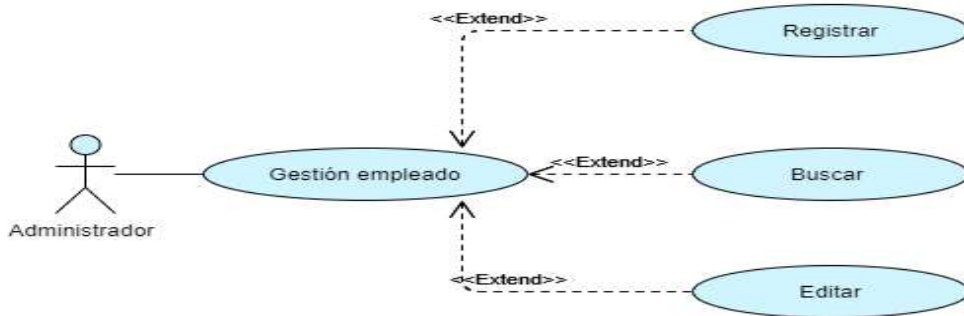 <<Extend>>
Registrar
Gestión empleado
<<Extend>>
Buscar
Administrador
<<Extend>>
Editar